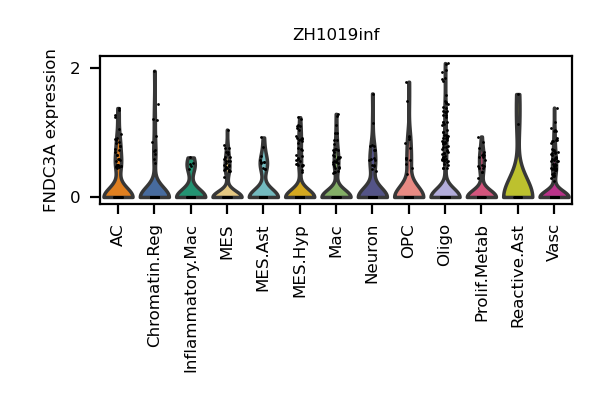 ZH1019inf
FNDC3A expression
2
0
AC
Chromatin.Reg
Inflammatory.Mac
MES
MES.Ast
MES.Hyp
Mac
Neuron
OPC
Oligo
Prolif.Metab
Reactive.Ast
Vasc